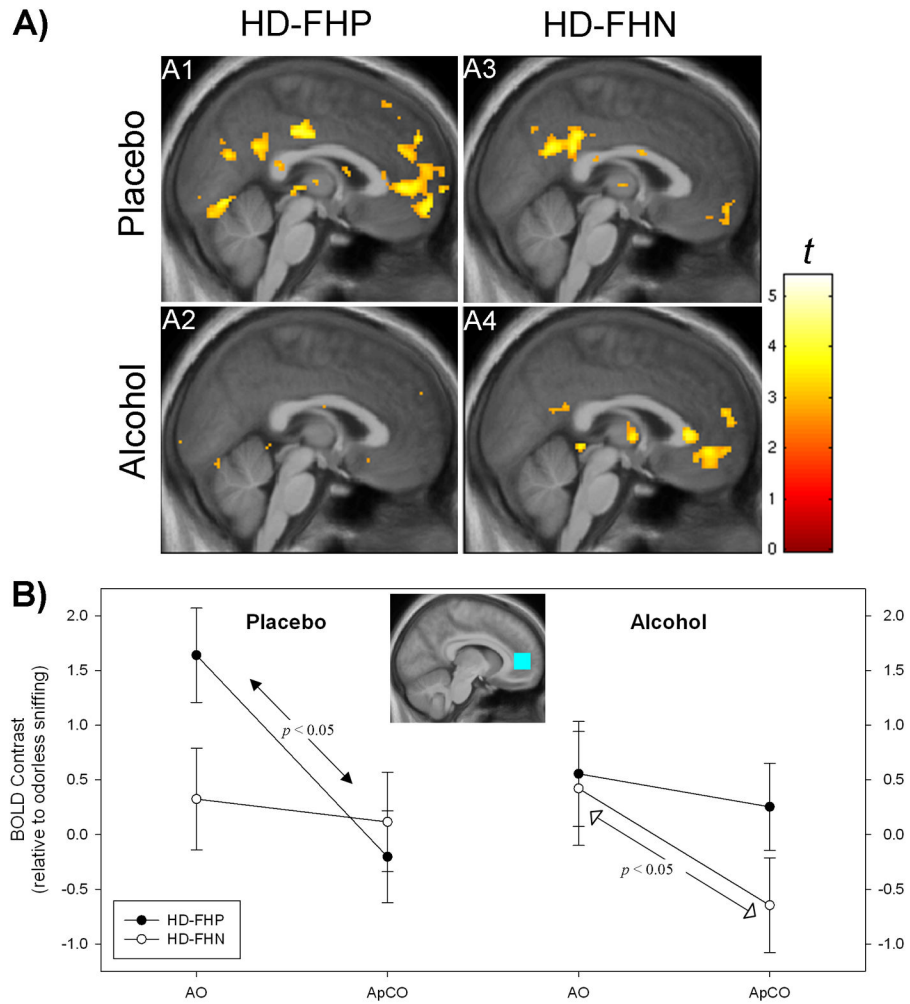 A)
HD-FHP
HD-FHN
Placebo
A1
A3
Alcohol
A2
A4
t
5
4
3
2
1
0
B)
Placebo
Alcohol
BOLD Contrast
(relative to odorless sniffing)
2.0
1.5
1.0
0.5
0.0
-0.5
-1.0
p < 0.05
p < 0.05
2.0
1.5
1.0
0.5
0.0
-0.5
-1.0
HD-FHP
HD-FHN
AO
ApCO
AO
ApCO